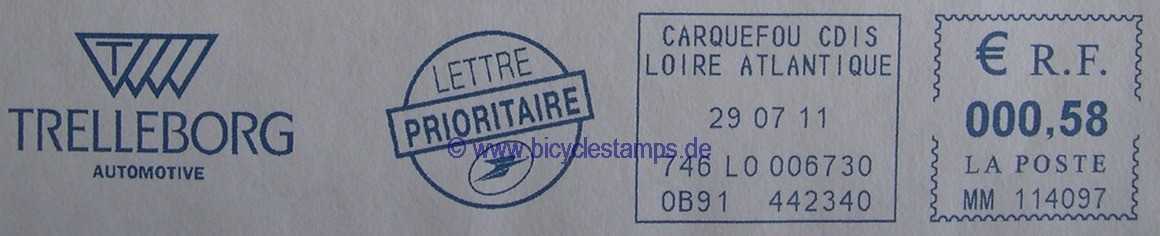 T
TRELLEBORG
AUTOMOTIVE
LETTRE
PRIORITAIRE
© www.bicyclestamps.de
CARQUEFOU CDIS
LOIRE ATLANTIQUE
29 07 11
746 LO 006730
0B91 442340
€ R.F.
000,58
LA POSTE
MM 114097